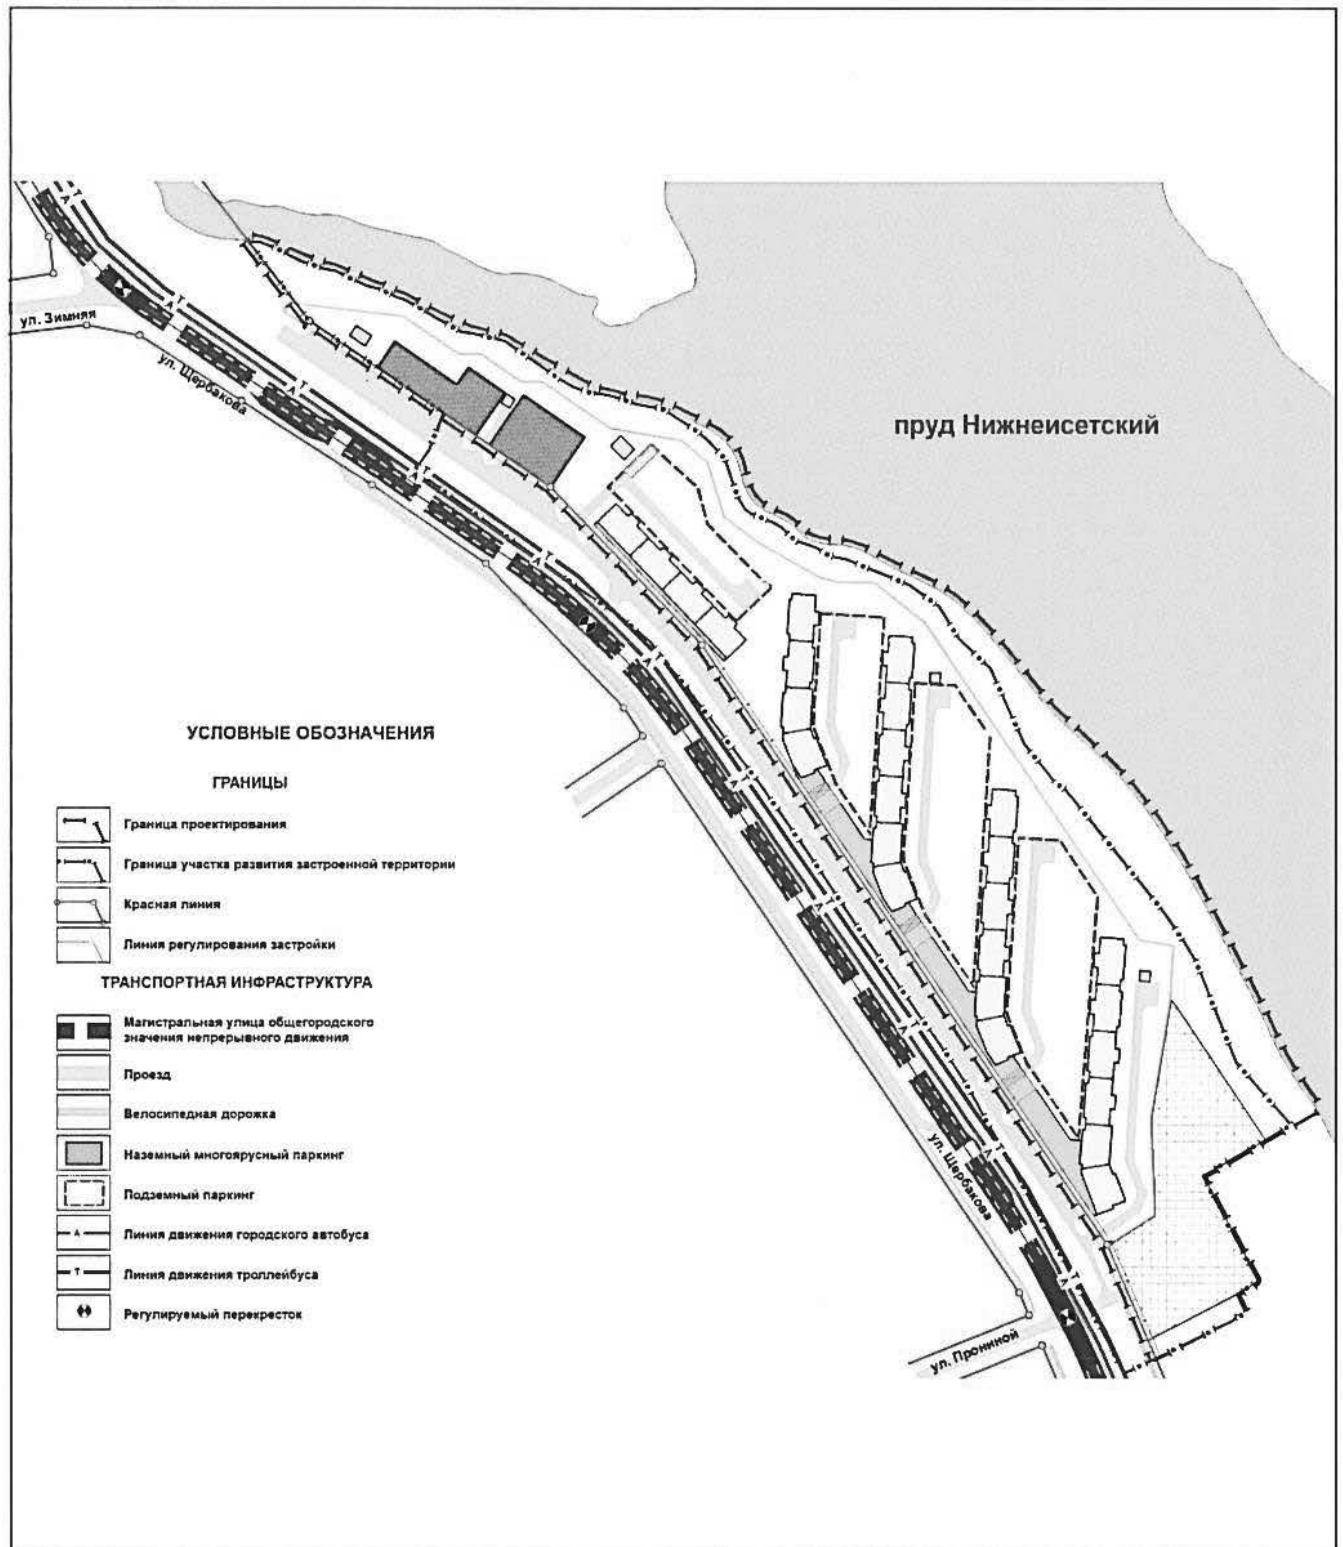 пруд Нижнеисетский
ул. Зимняя
ул. Щербакова
УСЛОВНЫЕ ОБОЗНАЧЕНИЯ
ГРАНИЦЫ
Граница проектирования
Граница участка развития застроенной территории
Красная линия
Линия регулирования застройки
ТРАНСПОРТНАЯ ИНФРАСТРУКТУРА
Магистральная улица общегородского
значения непрерывного движения
Проезд
Велосипедная дорожка
Наземный многоярусный паркинг
Подземный паркинг
А Линия движения городского автобуса
Т Линия движения троллейбуса
Регулируемый перекресток
ул. Щербакова
ул. Прониной